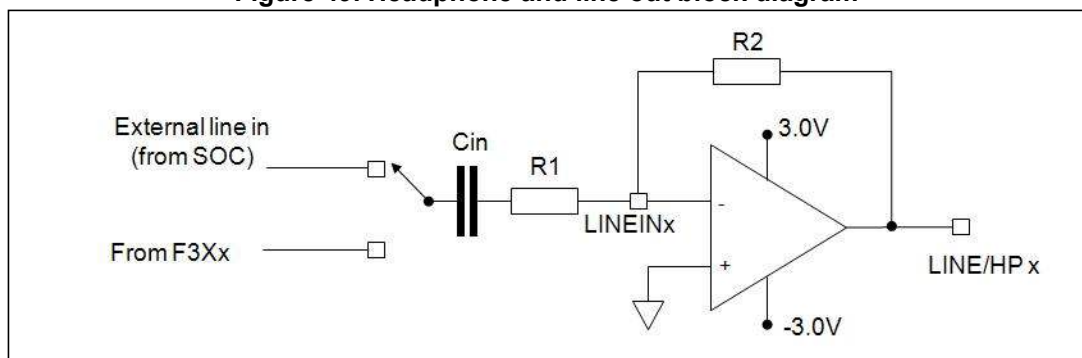 Figure Headphone and line out block diagram
R2
External line in
(from SOC)
Cin
R1
3.0V
-
LINEINx
From F3Xx
+
LINE/HP x
-3.0V